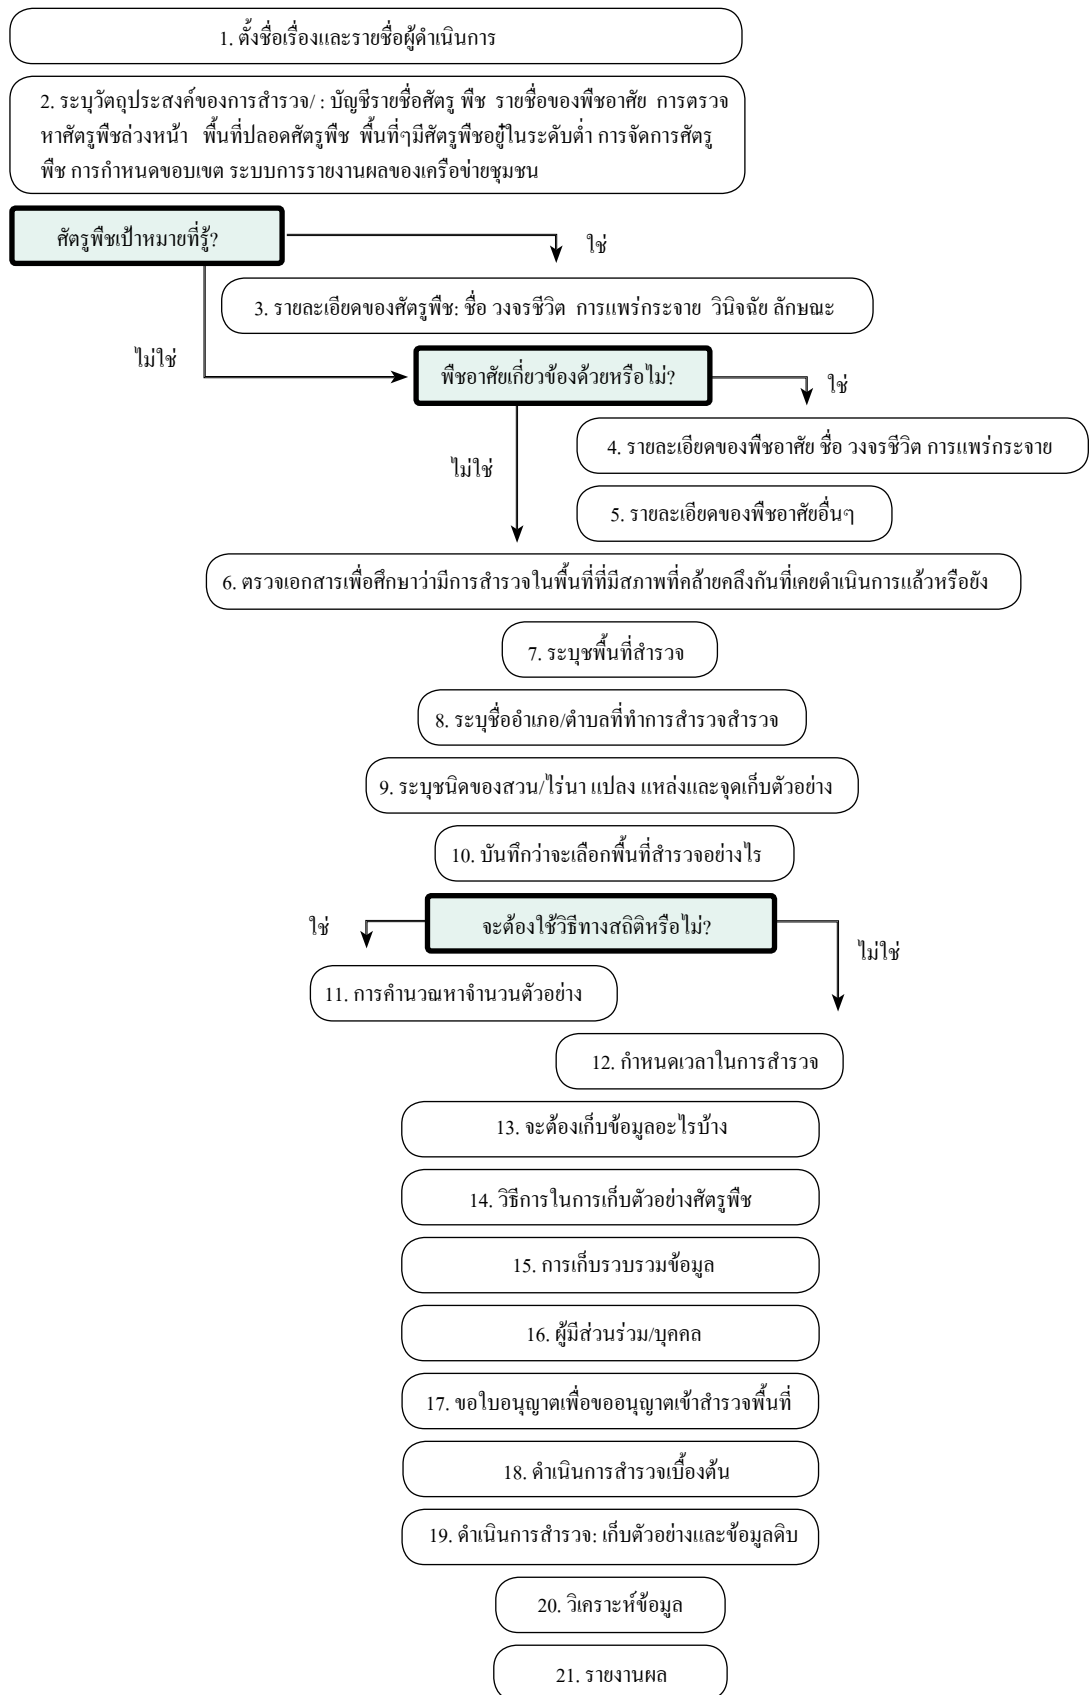 1. ตั้งชื่อเรื่องและรายชื่อผู้ดำเนินการ
2. ระบุวัตถุประสงค์ของการสำรวจ/ : บัญชีรายชื่อศัตรู พืช รายชื่อของพืชอาศัย การตรวจ
หาศัตรูพืชล่วงหน้า พื้นที่ปลอดศัตรูพืช พื้นที่ๆมีศัตรูพืชอยู่ในระดับต่ำ การจัดการศัตรู
พืช การกำหนดขอบเขต ระบบการรายงานผลของเครือข่ายชุมชน
ศัตรูพืชเป้าหมายที่รู้?
ใช่
3. รายละเอียดของศัตรูพืช: ชื่อ วงจรชีวิต การแพร่กระจาย วินิจฉัย ลักษณะ
ไม่ใช่
พืชอาศัยเกี่ยวข้องด้วยหรือไม่?
ใช่
4. รายละเอียดของพืชอาศัย ชื่อ วงจรชีวิต การแพร่กระจาย
ไม่ใช่
5. รายละเอียดของพืชอาศัยอื่นๆ
6. ตรวจเอกสารเพื่อศึกษาว่ามีการสำรวจในพื้นที่ที่มีสภาพที่คล้ายคลึงกันที่เคยดำเนินการแล้วหรือยัง
7. ระบุชพื้นที่สำรวจ
8. ระบุชื่ออำเภอ/ตำบลที่ทำการสำรวจสำรวจ
9. ระบุชนิดของสวน/ไร่นา แปลง แหล่งและจุดเก็บตัวอย่าง
10. บันทึกว่าจะเลือกพื้นที่สำรวจอย่างไร
จะต้องใช้วิธีทางสถิติหรือไม่?
ใช่
ไม่ใช่
11. การคำนวณหาจำนวนตัวอย่าง
12. กำหนดเวลาในการสำรวจ
13. จะต้องเก็บข้อมูลอะไรบ้าง
14. วิธีการในการเก็บตัวอย่างศัตรูพืช
15. การเก็บรวบรวมข้อมูล
16. ผู้มีส่วนร่วม/บุคคล
17. ขอใบอนุญาตเพื่อขออนุญาตเข้าสำรวจพื้นที่
18. ดำเนินการสำรวจเบื้องต้น
19. ดำเนินการสำรวจ: เก็บตัวอย่างและข้อมูลดิบ
20. วิเคราะห์ข้อมูล
21. รายงานผล